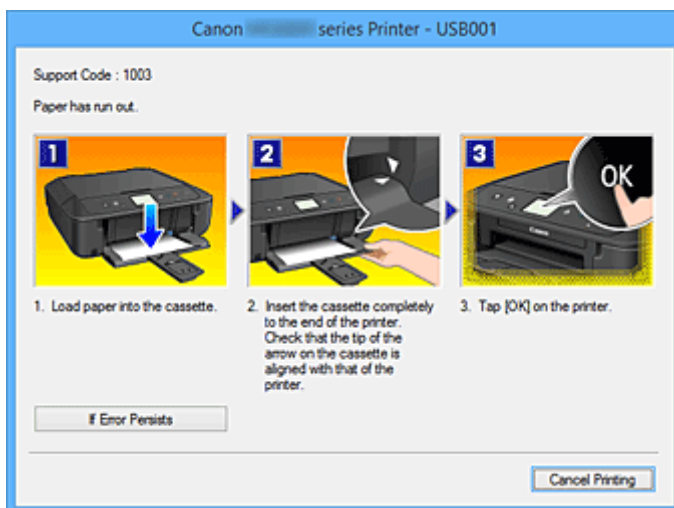 Canon series Printer - USB001
Support Code : 1003
Paper has run out.
1
2
3
OK
Canon
1. Load paper into the cassette.
2. Insert the cassette completely
to the end of the printer.
Check that the tip of the
arrow on the cassette is
aligned with that of the
printer.
3. Tap [OK] on the printer.
If Error Persists
Cancel Printing